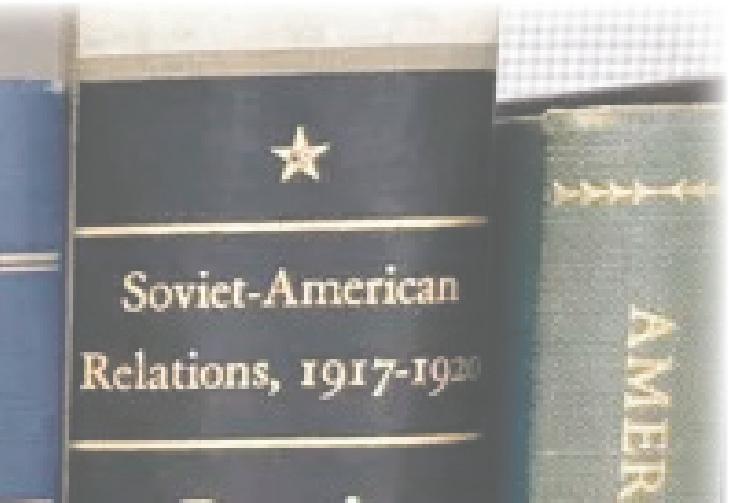 Soviet-American
Relations, 1917-1920
AMER